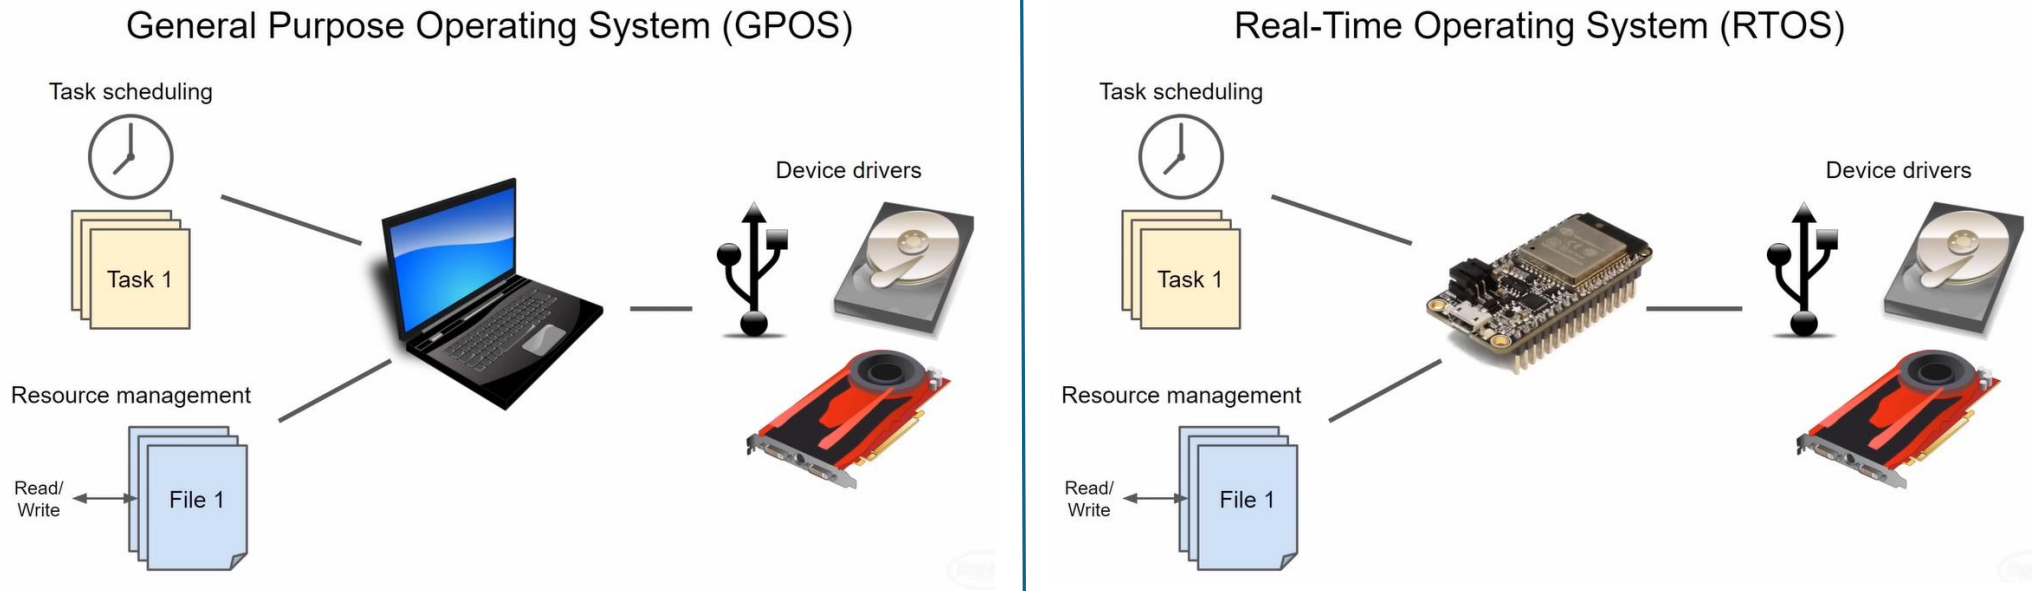 General Purpose Operating System (GPOS)
Task scheduling
Task 1
Device drivers
Resource management
Read/
Write
File 1
Real-Time Operating System (RTOS)
Task scheduling
Task 1
Device drivers
Resource management
Read/
Write
File 1